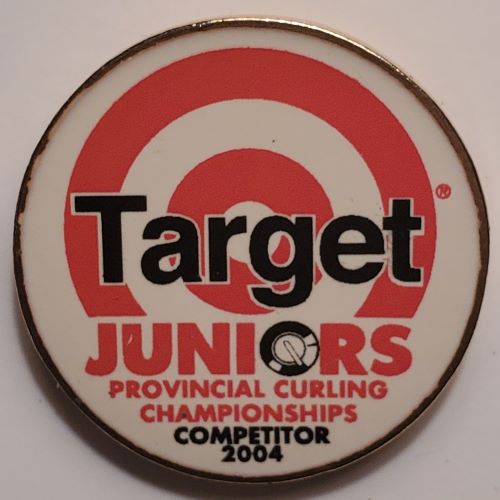 Target®
JUNIORS
PROVINCIAL CURLING
CHAMPIONSHIPS
COMPETITOR
2004